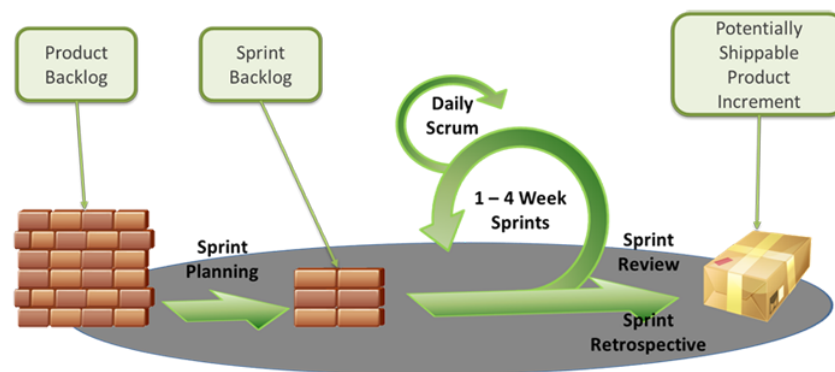 Product
Backlog
Sprint
Backlog
Potentially
Shippable
Product
Increment
Daily
Scrum
1 – 4 Week
Sprints
Sprint
Planning
Sprint
Review
Sprint
Retrospective